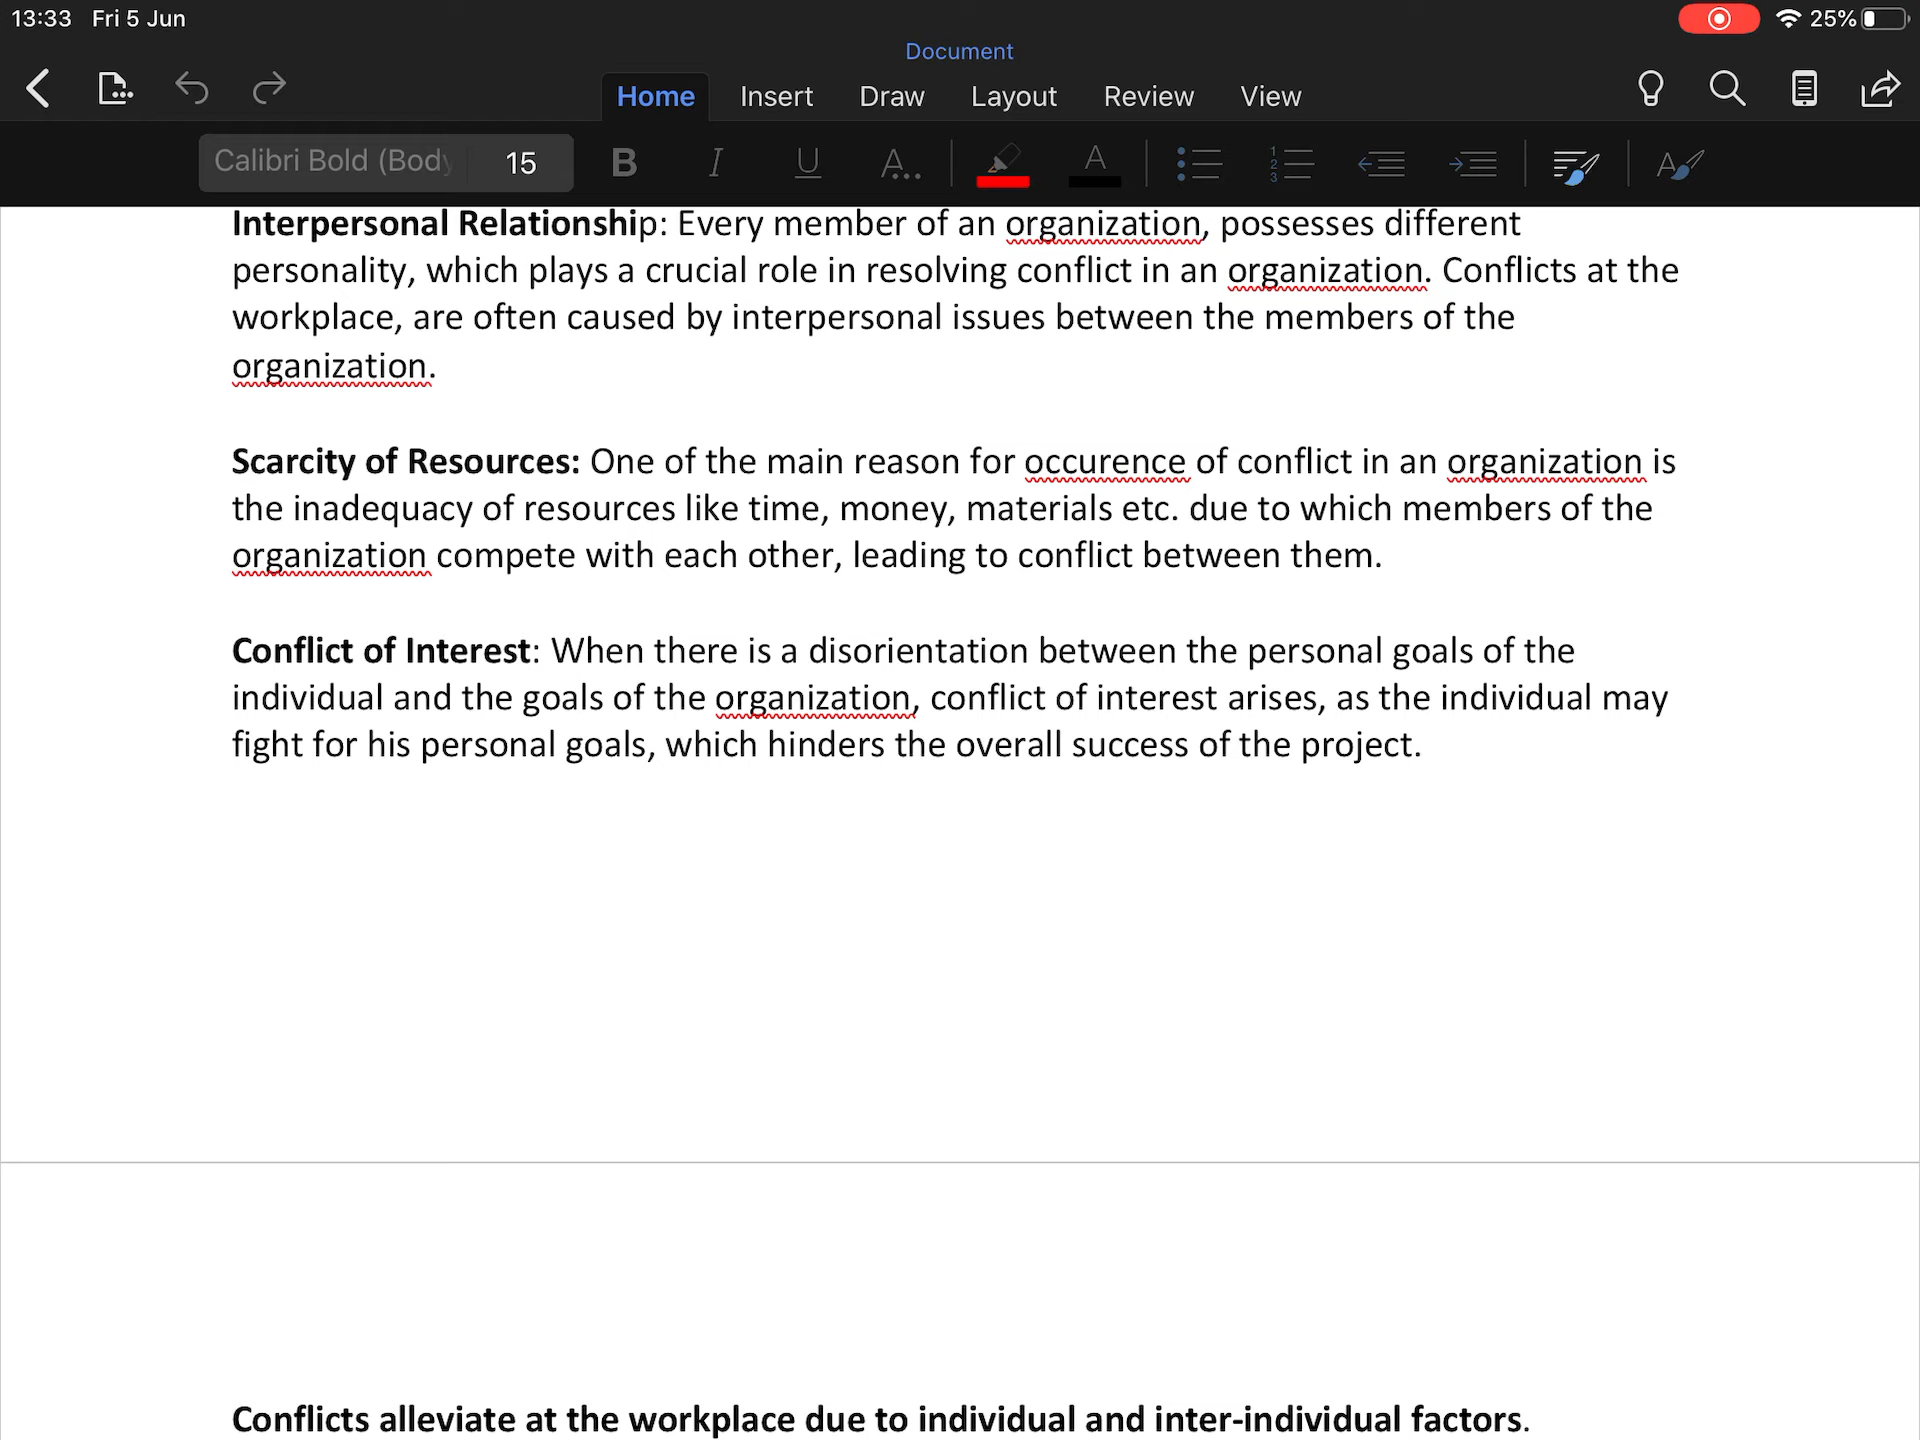 13:33 Fri 5 Jun 25%
Document
Home Insert Draw Layout Review View
Calibri Bold (Body 15 B I U A... A
Interpersonal Relationship: Every member of an organization, possesses different
personality, which plays a crucial role in resolving conflict in an organization. Conflicts at the
workplace, are often caused by interpersonal issues between the members of the
organization.
Scarcity of Resources: One of the main reason for occurence of conflict in an organization is
the inadequacy of resources like time, money, materials etc. due to which members of the
organization compete with each other, leading to conflict between them.
Conflict of Interest: When there is a disorientation between the personal goals of the
individual and the goals of the organization, conflict of interest arises, as the individual may
fight for his personal goals, which hinders the overall success of the project.
Conflicts alleviate at the workplace due to individual and inter-individual factors.